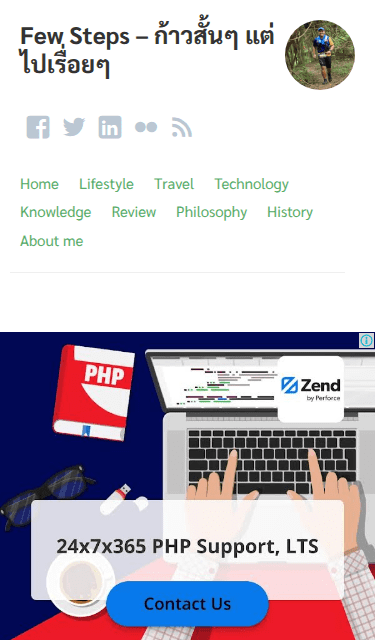 Few Steps – ก้าวสั้นๆ แต่
ไปเรื่อยๆ
Home Lifestyle Travel Technology
Knowledge Review Philosophy History
About me
PHP
Zend
by Perforce
24x7x365 PHP Support, LTS
Contact Us